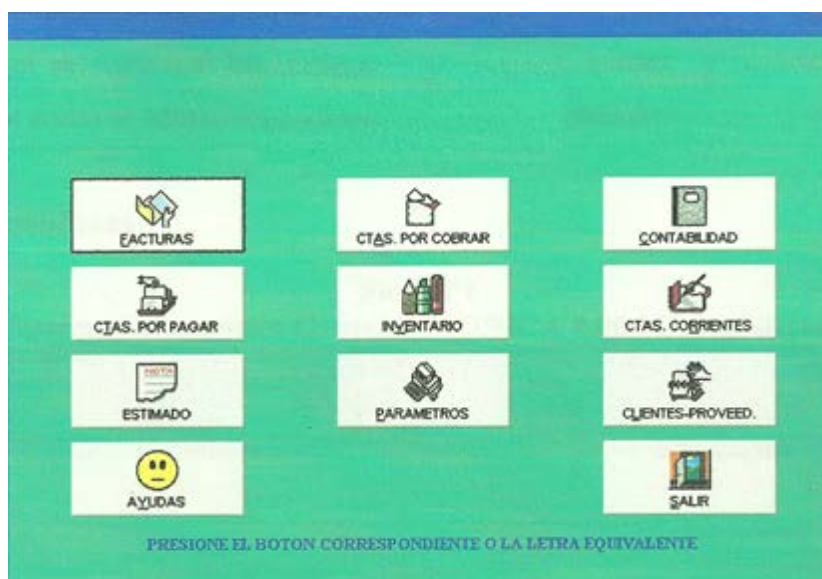 FACTURAS
CTAS. POR COBRAR
CONTABILIDAD
CTAS. POR PAGAR
INVENTARIO
CTAS. CORRIENTES
NOTA
ESTIMADO
PARAMETROS
CLIENTES-PROVEED.
AYUDAS
SALIR
PRESIONE EL BOTON CORRESPONDIENTE O LA LETRA EQUIVALENTE